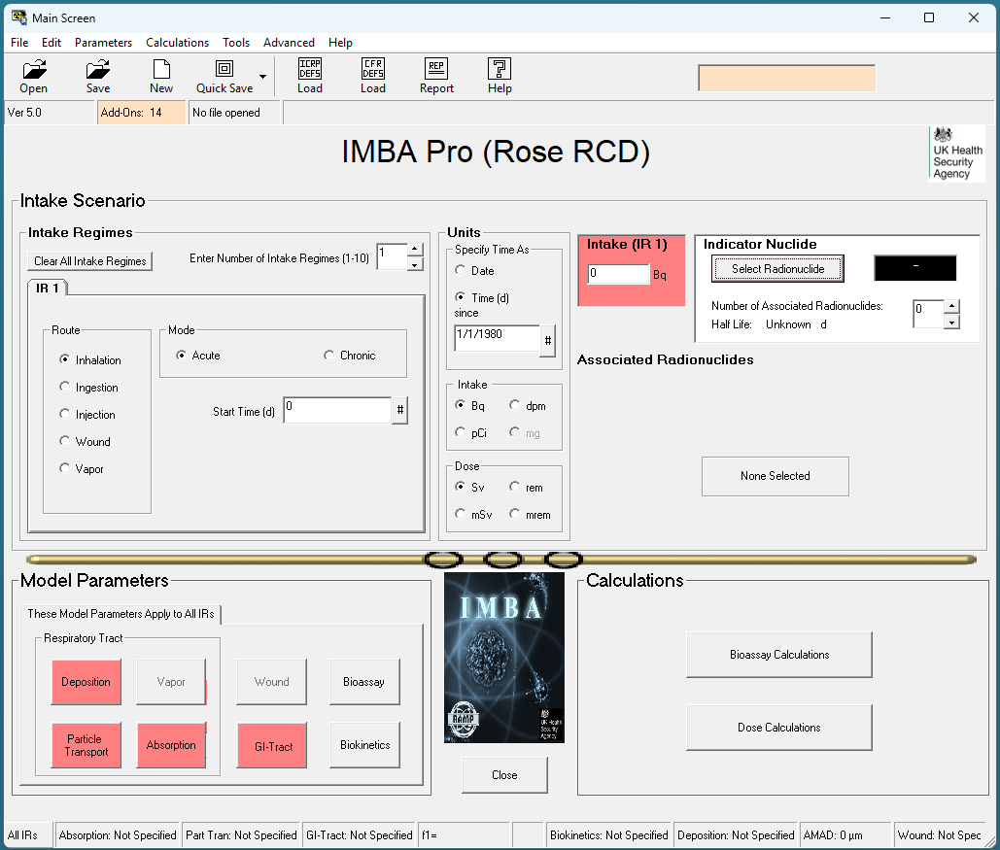 Main Screen
File Edit Parameters Calculations Tools Advanced Help
ICRP DEFS CFR DEFS REP ?
Open Save New Quick Save Load Load Report Help
Ver 5.0 Add-Ons: 14 No file opened
IMBA Pro (Rose RCD)
UK Health
Security
Agency
Intake Scenario
Intake Regimes
Clear All Intake Regimes
Enter Number of Intake Regimes (1-10) 1
IR 1
Route
Inhalation
Ingestion
Injection
Wound
Vapor
Mode
Acute Chronic
Start Time (d) 0 #
Units
Specify Time As
Date
Time (d)
since
1/1/1980 #
Intake
Bq dpm
pCi mg
Dose
Sv rem
mSv mrem
Intake (IR 1)
0 Bq
Indicator Nuclide
Select Radionuclide -
Number of Associated Radionuclides: 0
Half Life: Unknown d
Associated Radionuclides
None Selected
Model Parameters
These Model Parameters Apply to All IRs
Respiratory Tract
Deposition Vapor Wound Bioassay
Particle
Transport
Absorption GI-Tract Biokinetics
IMBA
RAMP
UK Health
Security
Agency
Close
Calculations
Bioassay Calculations
Dose Calculations
All IRs Absorption: Not Specified Part Tran: Not Specified GI-Tract: Not Specified f1= Biokinetics: Not Specified Deposition: Not Specified AMAD: 0 µm Wound: Not Spec